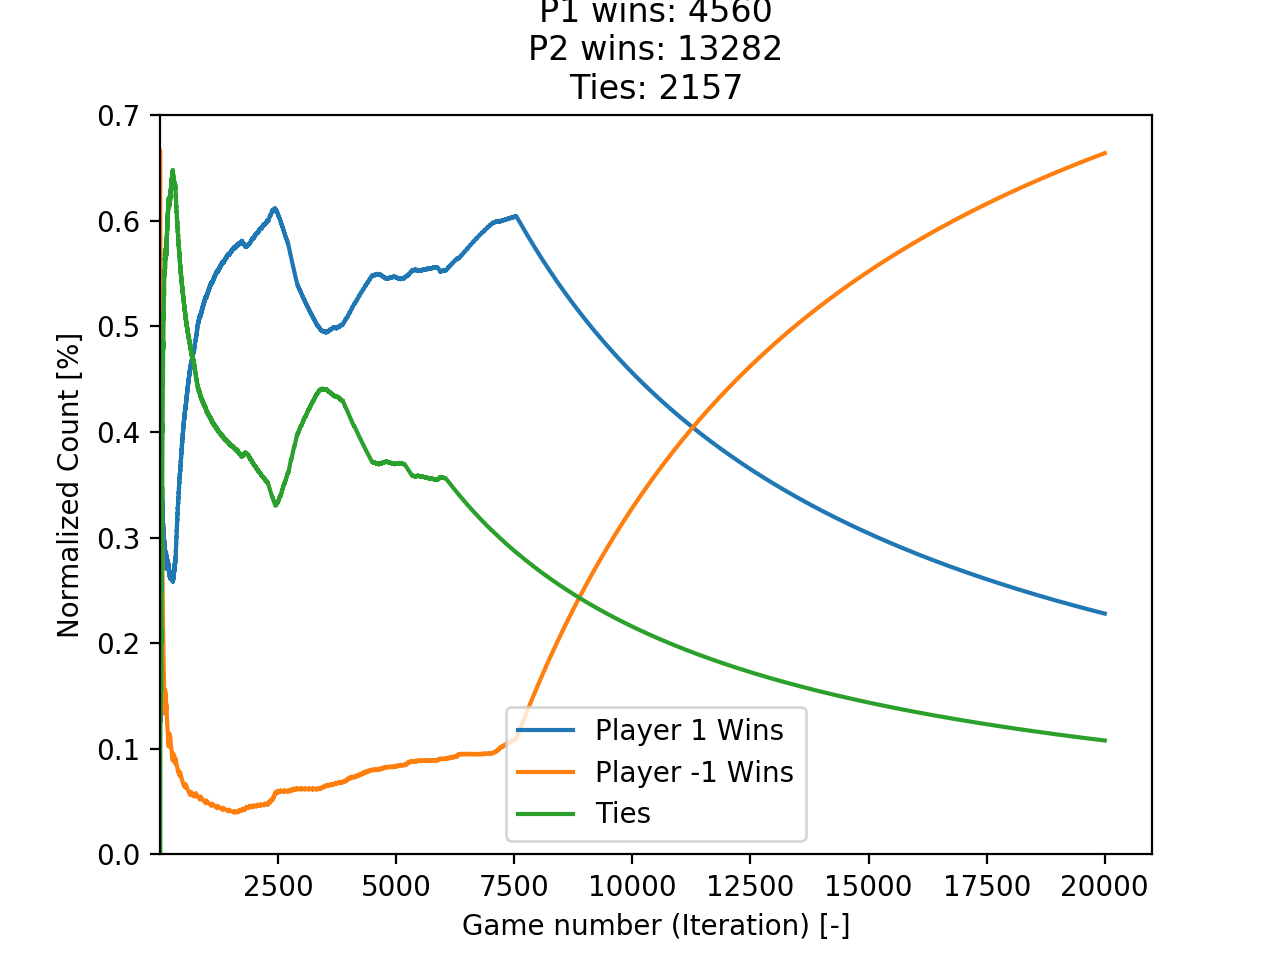 P1 wins: 4560
P2 wins: 13282
Ties: 2157
0.7
0.6
0.5
0.4
0.3
0.2
0.1
0.0
Normalized Count [%]
Player 1 Wins
Player -1 Wins
Ties
2500 5000 7500 10000 12500 15000 17500 20000
Game number (Iteration) [-]